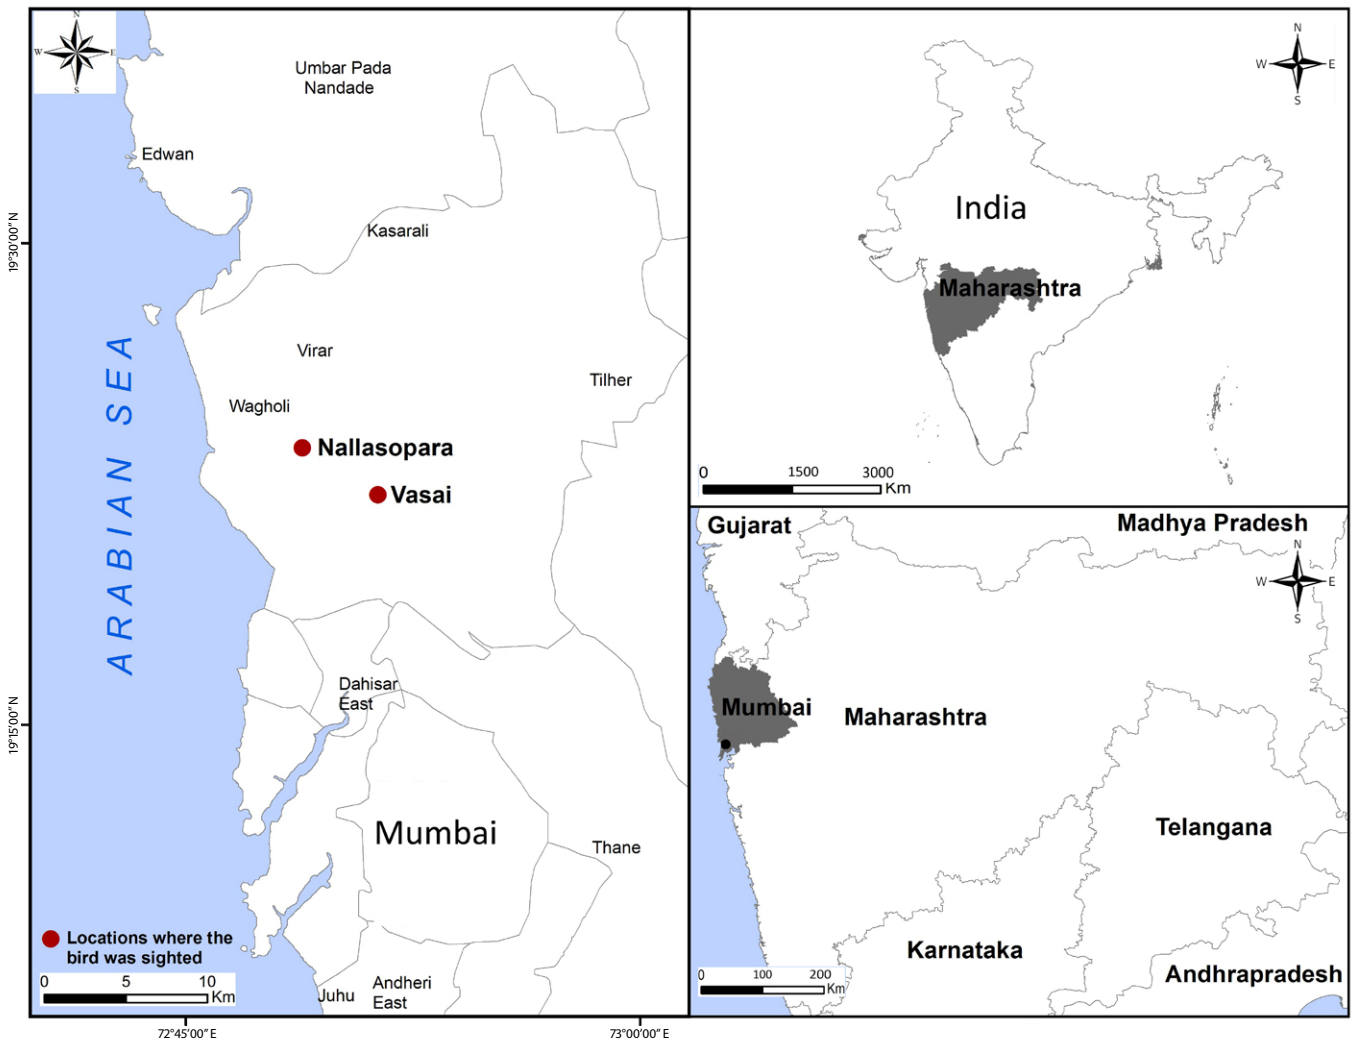 N
W E
S
Umbar Pada
Nandade
Edwan
Kasarali
Virar
Tilher
Wagholi
Nallasopara
Vasai
ARABIAN SEA
Dahisar
East
Mumbai
Thane
Locations where the
bird was sighted
0 5 10
Km
Juhu
Andheri
East
19°30'0.00" N
19°15'00" N
72°45'00" E
73°00'00" E
N
W E
S
India
Maharashtra
0 1500 3000
Km
Gujarat
Madhya Pradesh
N
W E
S
Mumbai
Maharashtra
Telangana
Karnataka
Andhrapradesh
0 100 200
Km